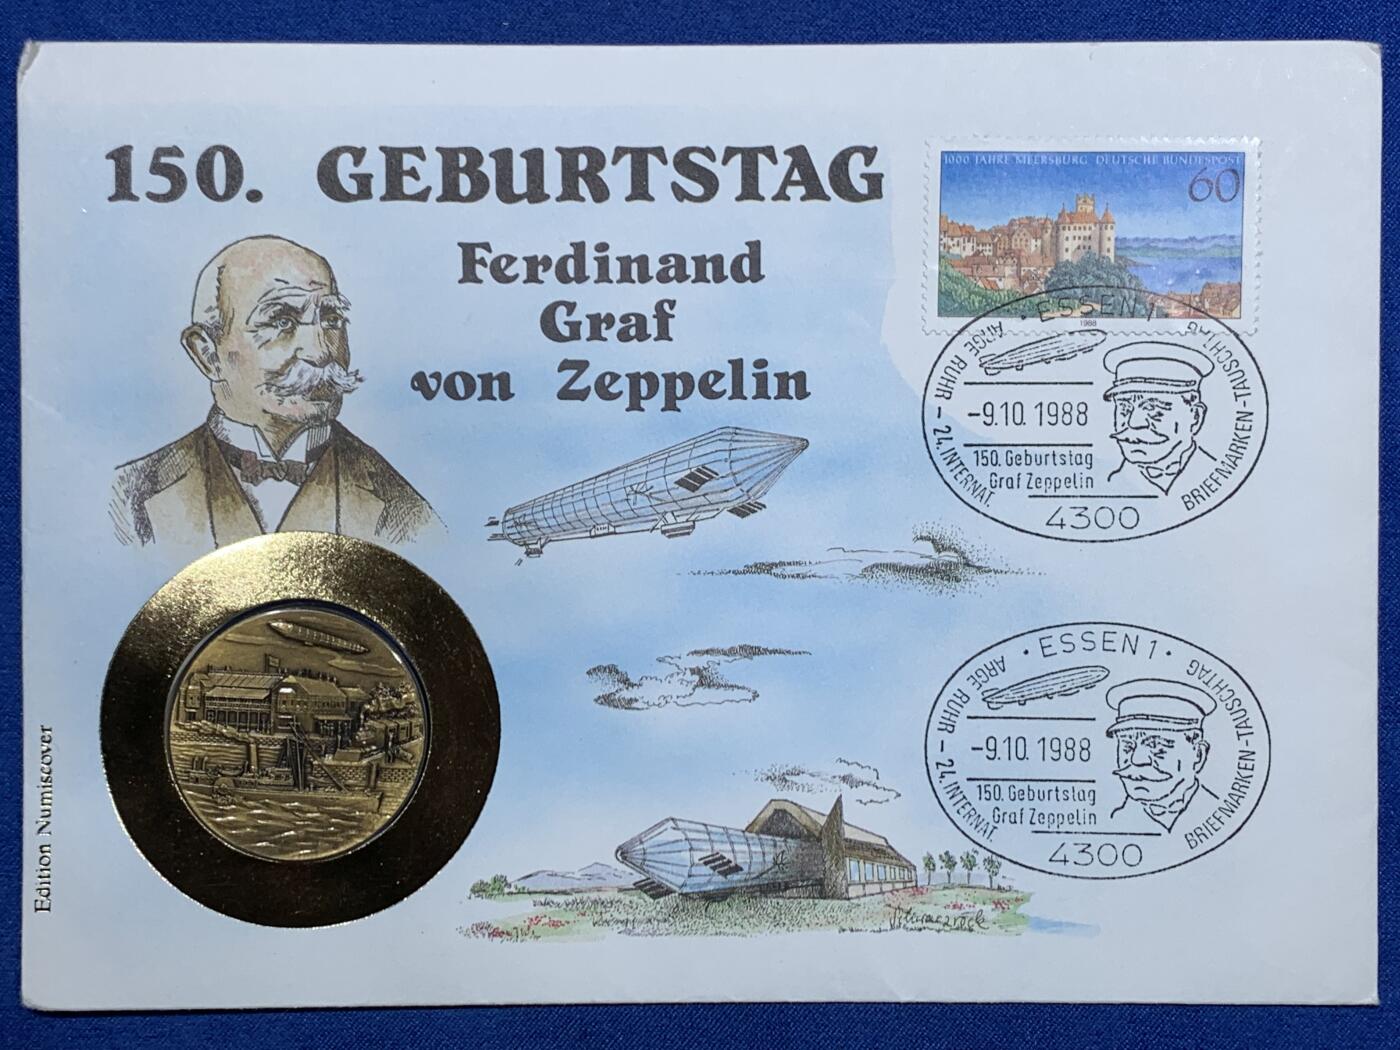 150. GEBURTSTAG
Ferdinand
Graf
von Zeppelin
1000 JAHRE MEERSBURG DEUTSCHE BUNDESPOST
60
1988
· ESSEN 1 ·
ARGE RUHR – 24. INTERNAT. BRIEFMARKEN-TAUSCHTAG
-9.10.1988
150. Geburtstag
Graf Zeppelin
4300
· ESSEN 1 ·
ARGE RUHR – 24. INTERNAT. BRIEFMARKEN-TAUSCHTAG
-9.10.1988
150. Geburtstag
Graf Zeppelin
4300
Schwarzrock
Edition Numiscover